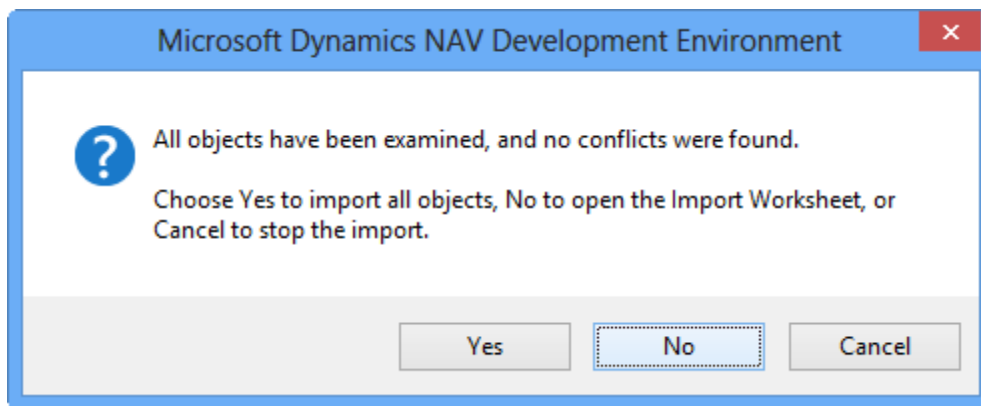 Microsoft Dynamics NAV Development Environment
All objects have been examined, and no conflicts were found.
Choose Yes to import all objects, No to open the Import Worksheet, or
Cancel to stop the import.
Yes No Cancel